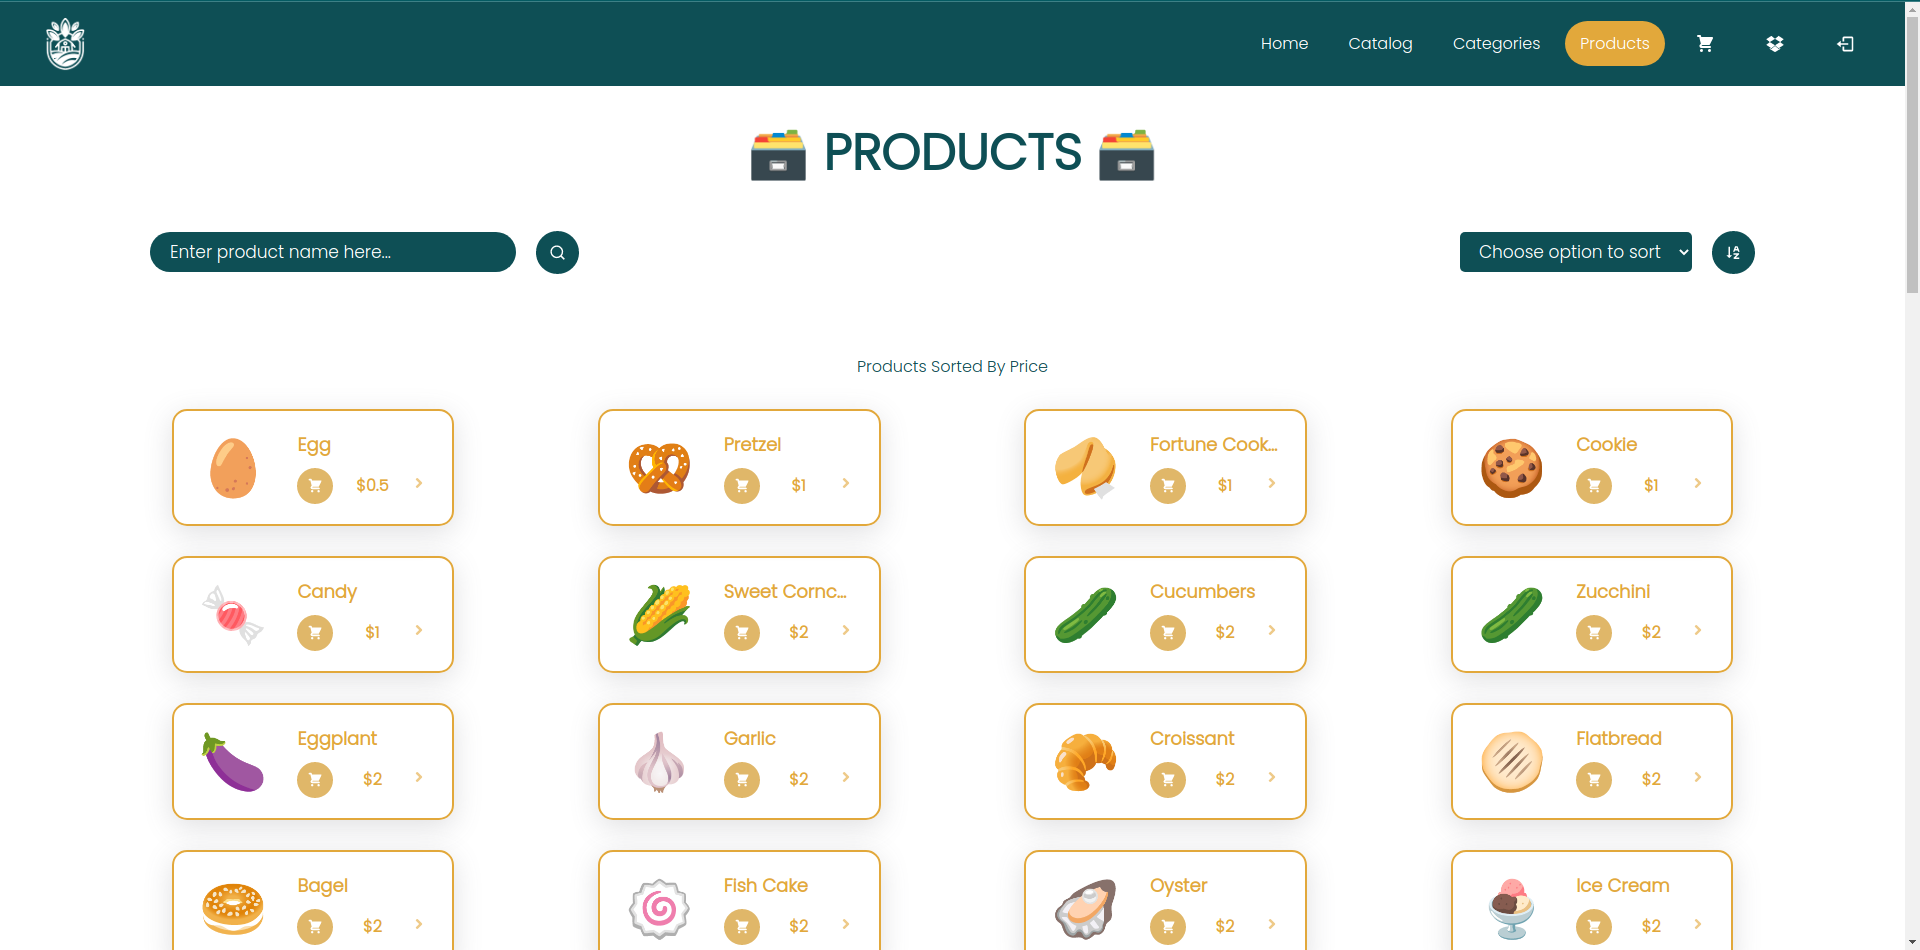 Home Catalog Categories Products
PRODUCTS
Enter product name here...
Choose option to sort
Products Sorted By Price
Egg
$0.5
Pretzel
$1
Fortune Cook...
$1
Cookie
$1
Candy
$1
Sweet Cornc...
$2
Cucumbers
$2
Zucchini
$2
Eggplant
$2
Garlic
$2
Croissant
$2
Flatbread
$2
Bagel
$2
Fish Cake
$2
Oyster
$2
Ice Cream
$2